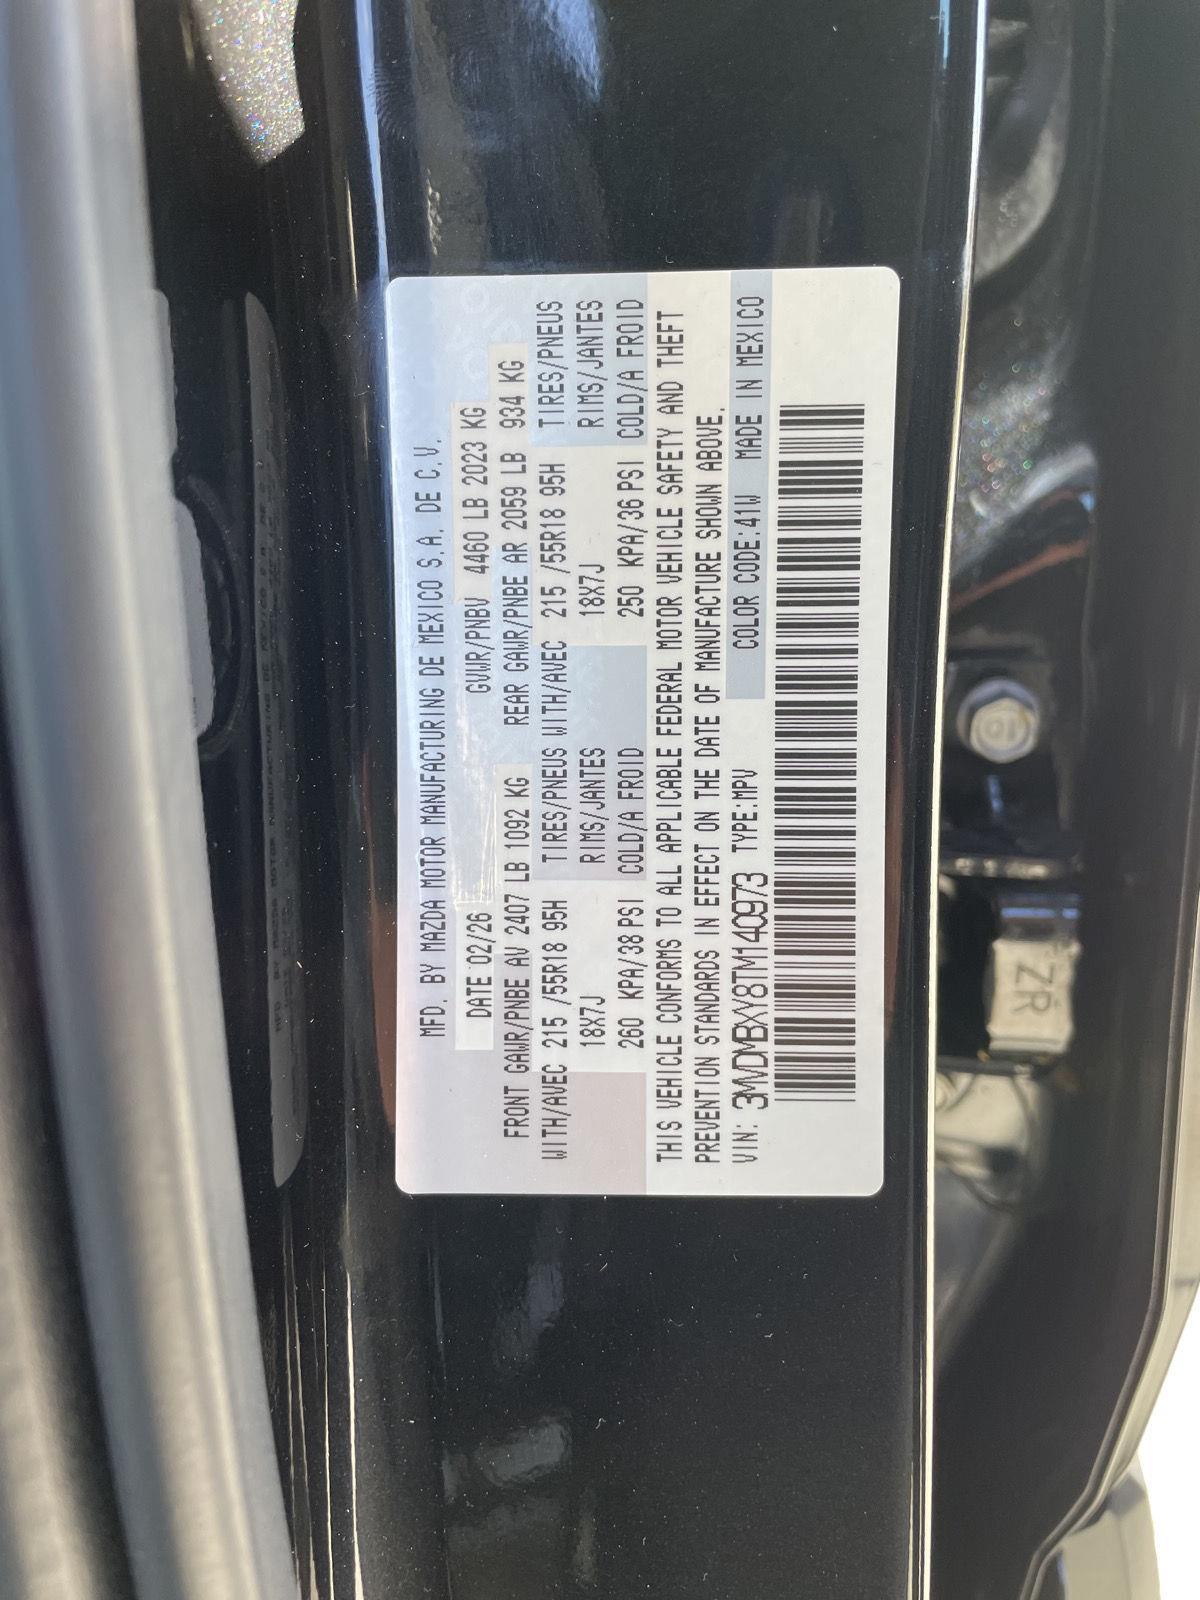 MFD. BY MAZDA MOTOR MANUFACTURING DE MEXICO S.A. DE C.V.
DATE 02/26 GVWR/PNBV 4460 LB 2023 KG
FRONT GAWR/PNBE AV 2407 LB 1092 KG REAR GAWR/PNBE AR 2059 LB 934 KG
WITH/AVEC 215 /55R18 95H TIRES/PNEUS WITH/AVEC 215 /55R18 95H TIRES/PNEUS
18X7J RIMS/JANTES 18X7J RIMS/JANTES
260 KPA/38 PSI COLD/A FROID 250 KPA/36 PSI COLD/A FROID
THIS VEHICLE CONFORMS TO ALL APPLICABLE FEDERAL MOTOR VEHICLE SAFETY AND THEFT
PREVENTION STANDARDS IN EFFECT ON THE DATE OF MANUFACTURE SHOWN ABOVE.
VIN: 3MVDMBXY8TM140973 TYPE:MPV COLOR CODE:41W MADE IN MEXICO
ZR
10